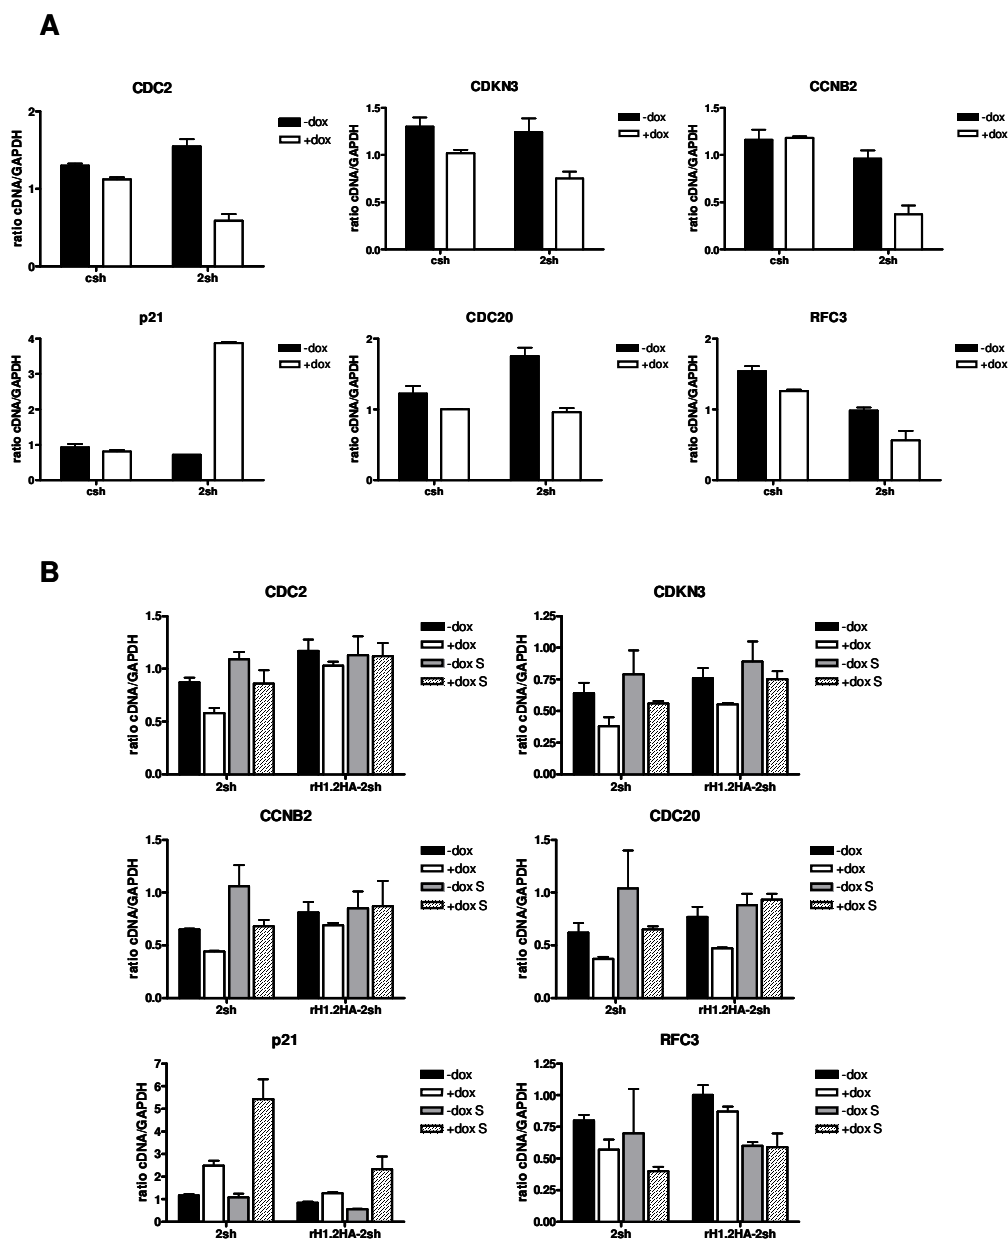 A
CDC2
ratio cDNA/GAPDH
2
1
0
csh
2sh
-dox
+dox
CDKN3
ratio cDNA/GAPDH
1.5
1.0
0.5
0.0
csh
2sh
-dox
+dox
CCNB2
ratio cDNA/GAPDH
1.5
1.0
0.5
0.0
csh
2sh
-dox
+dox
p21
ratio cDNA/GAPDH
4
3
2
1
0
csh
2sh
-dox
+dox
CDC20
ratio cDNA/GAPDH
2
1
0
csh
2sh
-dox
+dox
RFC3
ratio cDNA/GAPDH
2
1
0
csh
2sh
-dox
+dox
B
CDC2
ratio cDNA/GAPDH
1.5
1.0
0.5
0.0
2sh
rH1.2HA-2sh
-dox
+dox
-dox S
+dox S
CDKN3
ratio cDNA/GAPDH
1.25
1.00
0.75
0.50
0.25
0.00
2sh
rH1.2HA-2sh
-dox
+dox
-dox S
+dox S
CCNB2
ratio cDNA/GAPDH
1.5
1.0
0.5
0.0
2sh
rH1.2HA-2sh
-dox
+dox
-dox S
+dox S
CDC20
ratio cDNA/GAPDH
1.5
1.0
0.5
0.0
2sh
rH1.2HA-2sh
-dox
+dox
-dox S
+dox S
p21
ratio cDNA/GAPDH
7
6
5
4
3
2
1
0
2sh
rH1.2HA-2sh
-dox
+dox
-dox S
+dox S
RFC3
ratio cDNA/GAPDH
1.25
1.00
0.75
0.50
0.25
0.00
2sh
rH1.2HA-2sh
-dox
+dox
-dox S
+dox S